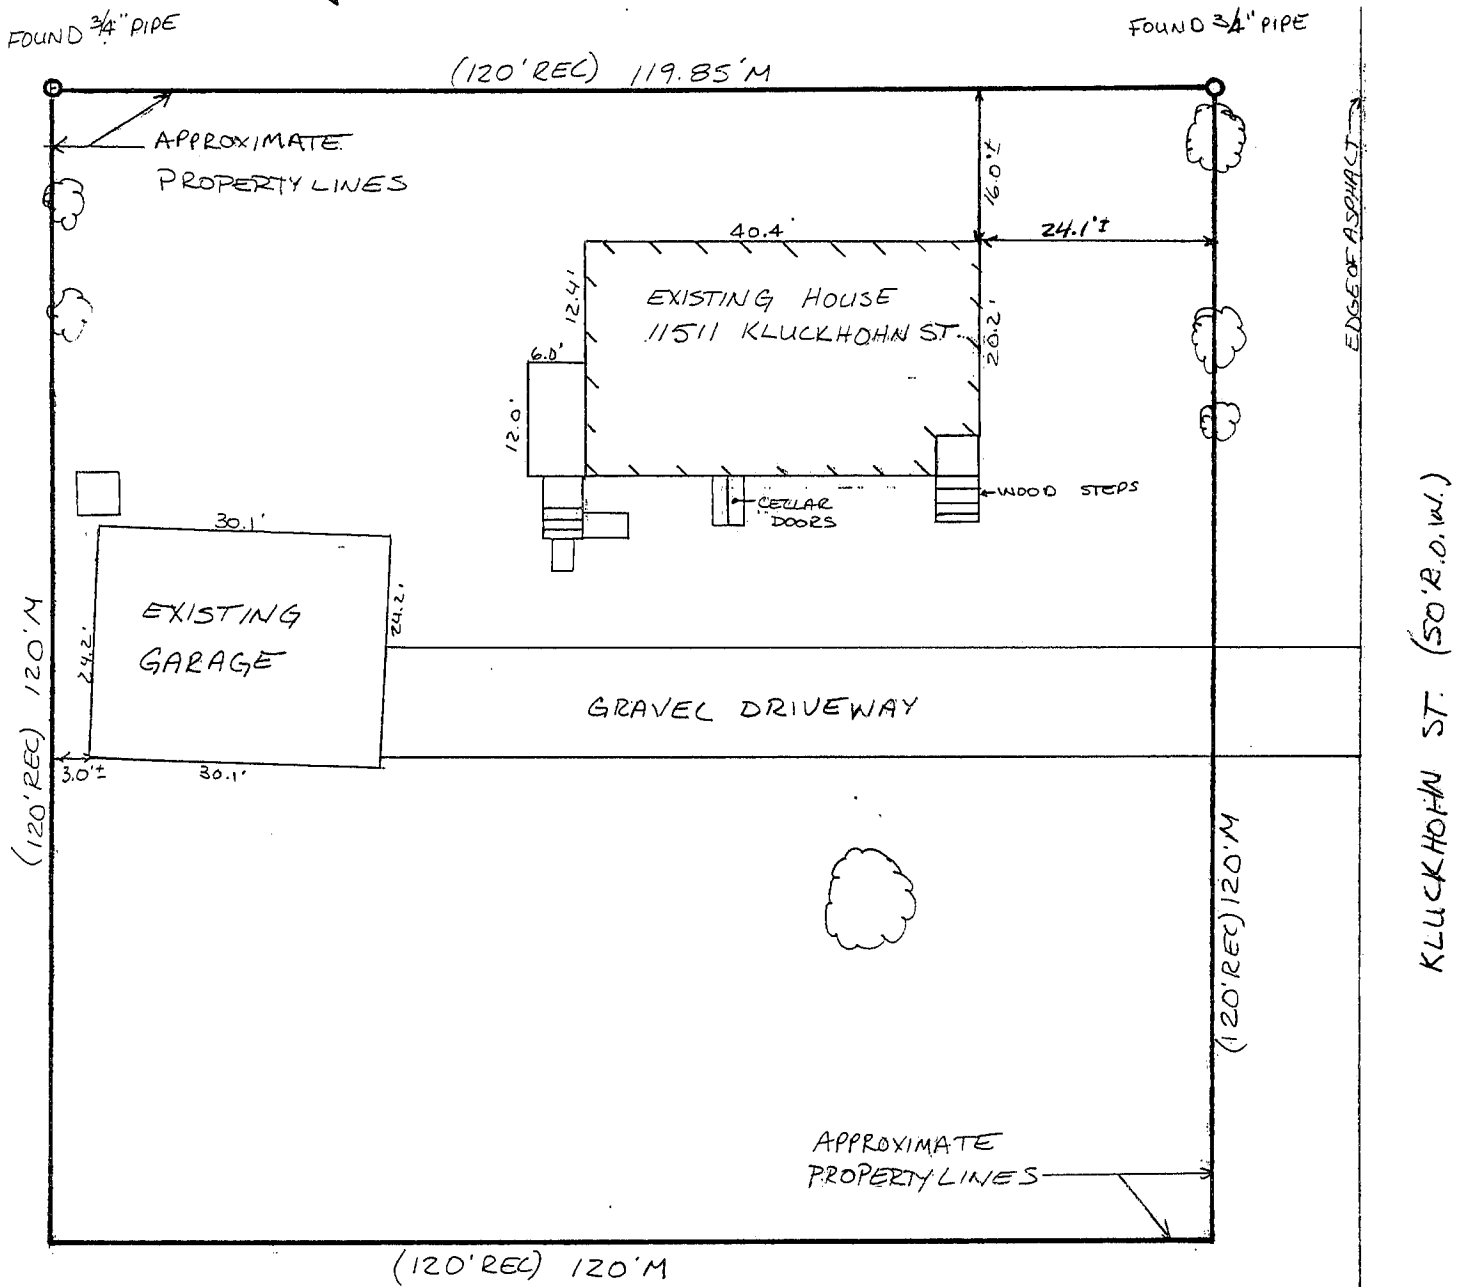 FOUND 3/4" PIPE
FOUND 3/4" PIPE
(120' REC) 119.85' M
APPROXIMATE
PROPERTY LINES
16.0'±
EDGE OF ASPHALT
40.4'
24.1'±
12.4'
EXISTING HOUSE
11511 KLUCKHOHN ST.
20.2'
6.0'
12.0'
WOOD STEPS
CELLAR
DOORS
30.1'
KLUCKHOHN ST. (50' R.O.W.)
EXISTING
GARAGE
24.2'
24.2'
(120' REC) 120' M
GRAVEL DRIVEWAY
3.0'±
30.1'
(120' REC) 120' M
APPROXIMATE
PROPERTY LINES
(120' REC) 120' M